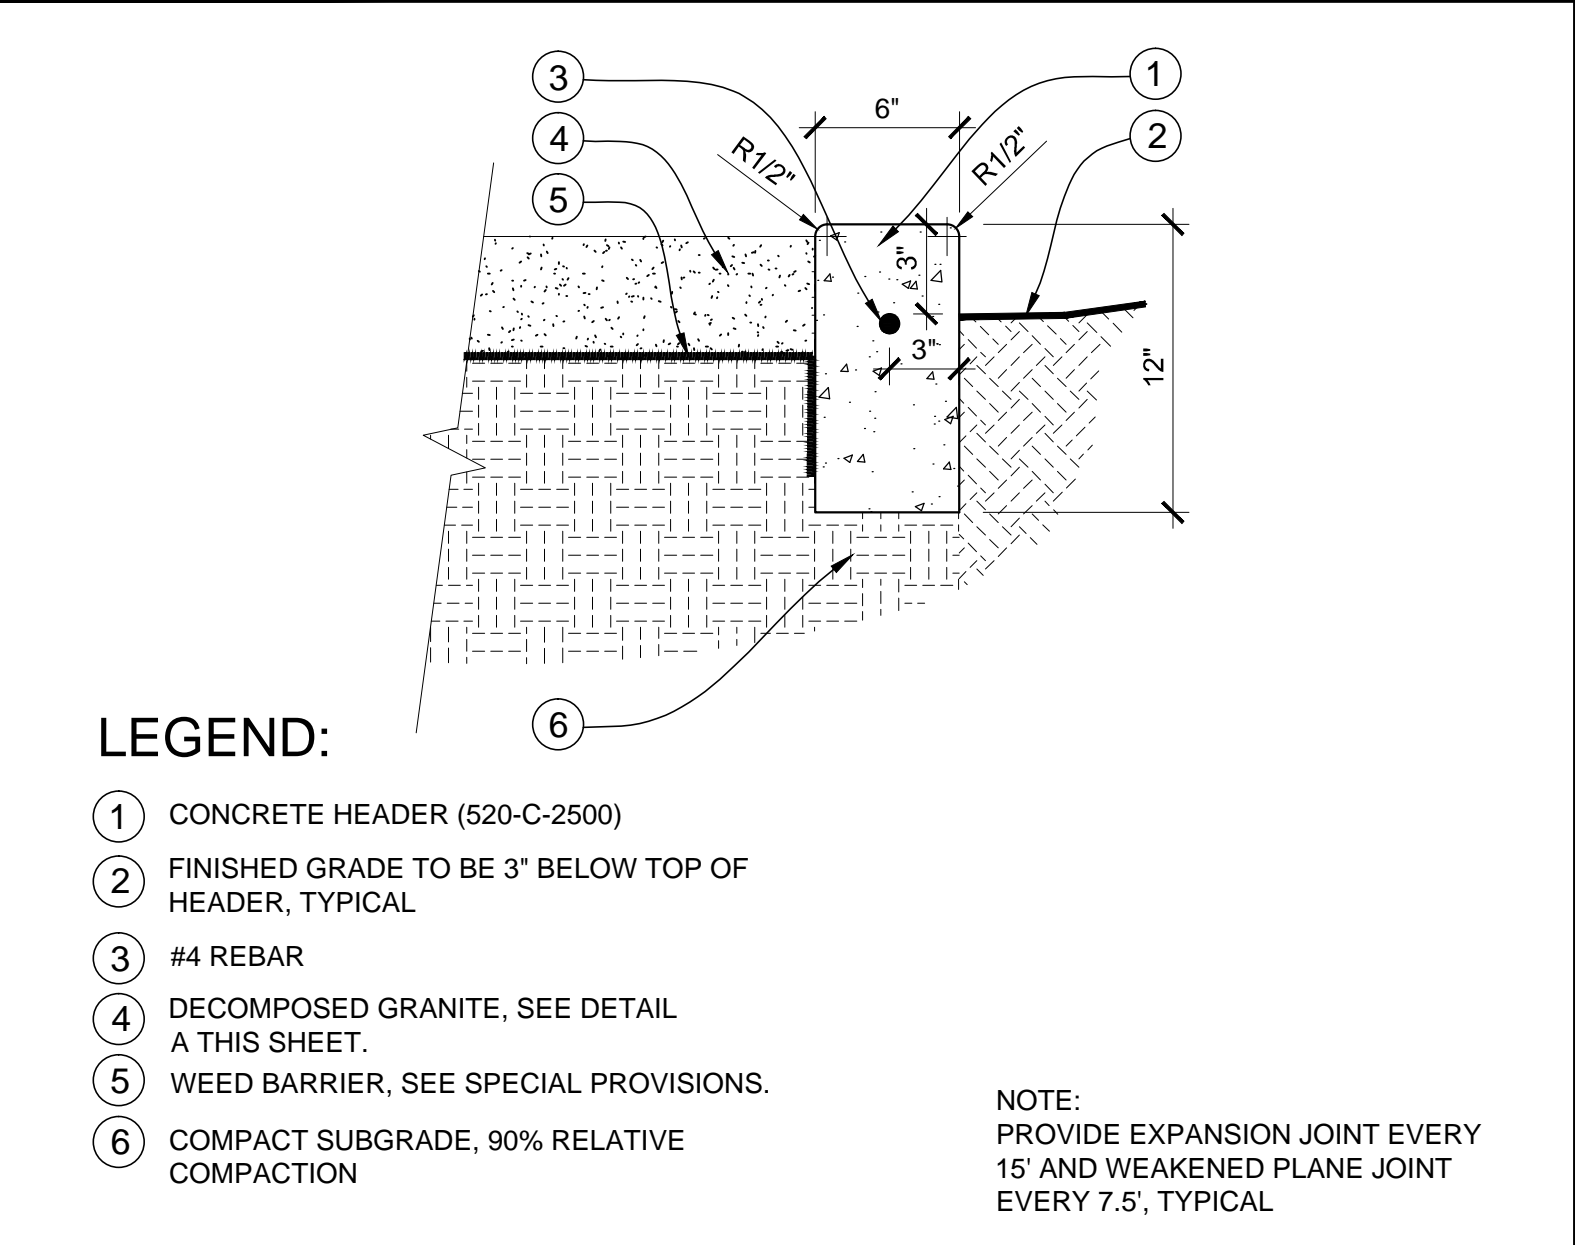 3
1
6"
4
2
R1/2"
R1/2"
5
3"
3"
12"
6
LEGEND:
1 CONCRETE HEADER (520-C-2500)
2 FINISHED GRADE TO BE 3" BELOW TOP OF
HEADER, TYPICAL
3 #4 REBAR
4 DECOMPOSED GRANITE, SEE DETAIL
A THIS SHEET.
5 WEED BARRIER, SEE SPECIAL PROVISIONS.
6 COMPACT SUBGRADE, 90% RELATIVE
COMPACTION
NOTE:
PROVIDE EXPANSION JOINT EVERY
15' AND WEAKENED PLANE JOINT
EVERY 7.5', TYPICAL